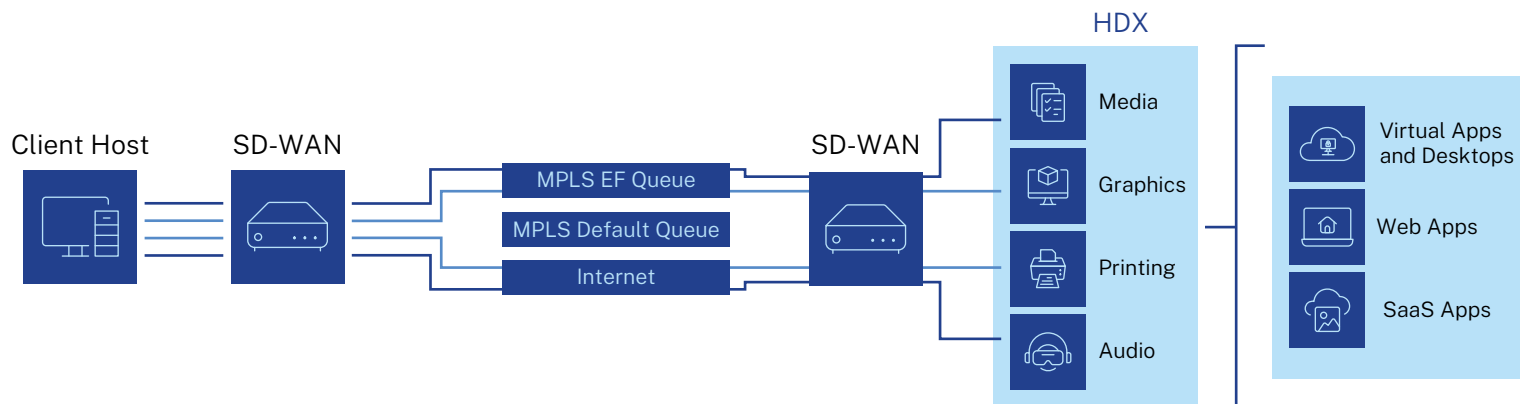 HDX
Client Host
SD-WAN
MPLS EF Queue
MPLS Default Queue
Internet
SD-WAN
Media
Graphics
Printing
Audio
Virtual Apps
and Desktops
Web Apps
SaaS Apps